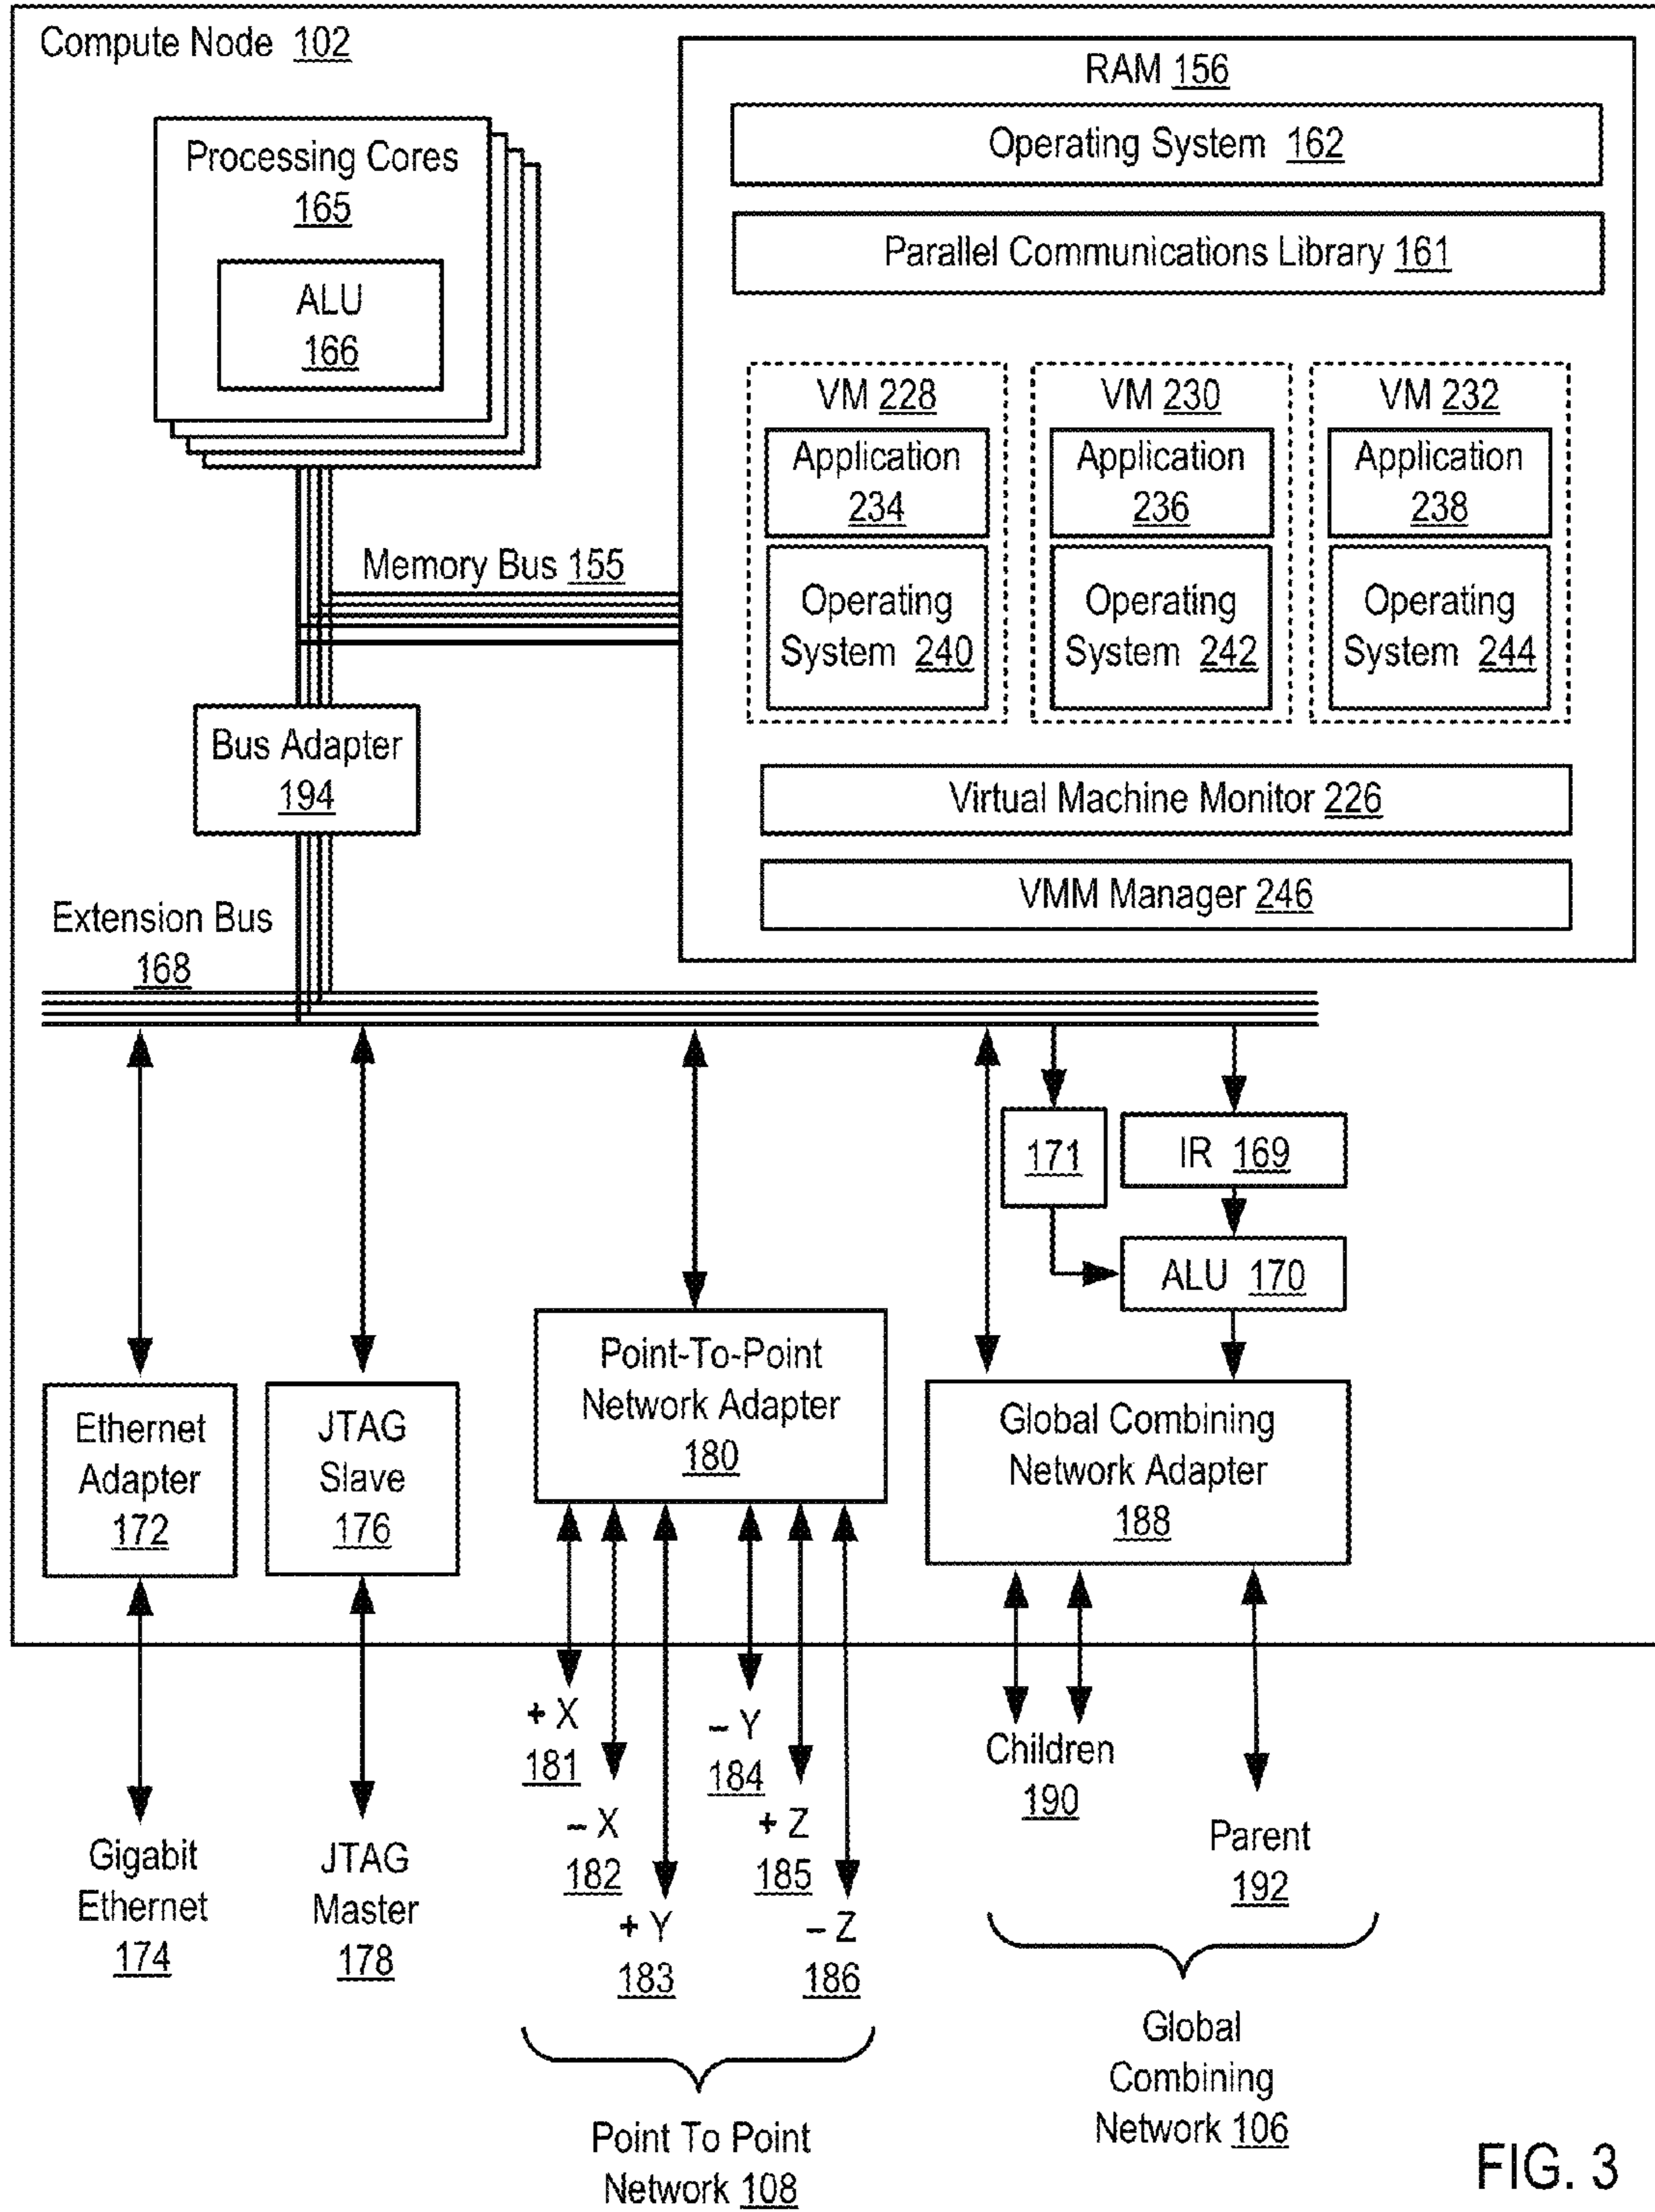 Compute Node 102
RAM 156
Operating System 162
Parallel Communications Library 161
Processing Cores
165
ALU
166
VM 228
Application
234
Operating
System 240
VM 230
Application
236
Operating
System 242
VM 232
Application
238
Operating
System 244
Memory Bus 155
Bus Adapter
194
Virtual Machine Monitor 226
VMM Manager 246
Extension Bus
168
171
IR 169
ALU 170
Ethernet
Adapter
172
JTAG
Slave
176
Point-To-Point
Network Adapter
180
Global Combining
Network Adapter
188
Gigabit
Ethernet
174
JTAG
Master
178
+ X
181
– X
182
+ Y
183
– Y
184
+ Z
185
– Z
186
Children
190
Parent
192
Point To Point
Network 108
Global
Combining
Network 106
FIG. 3